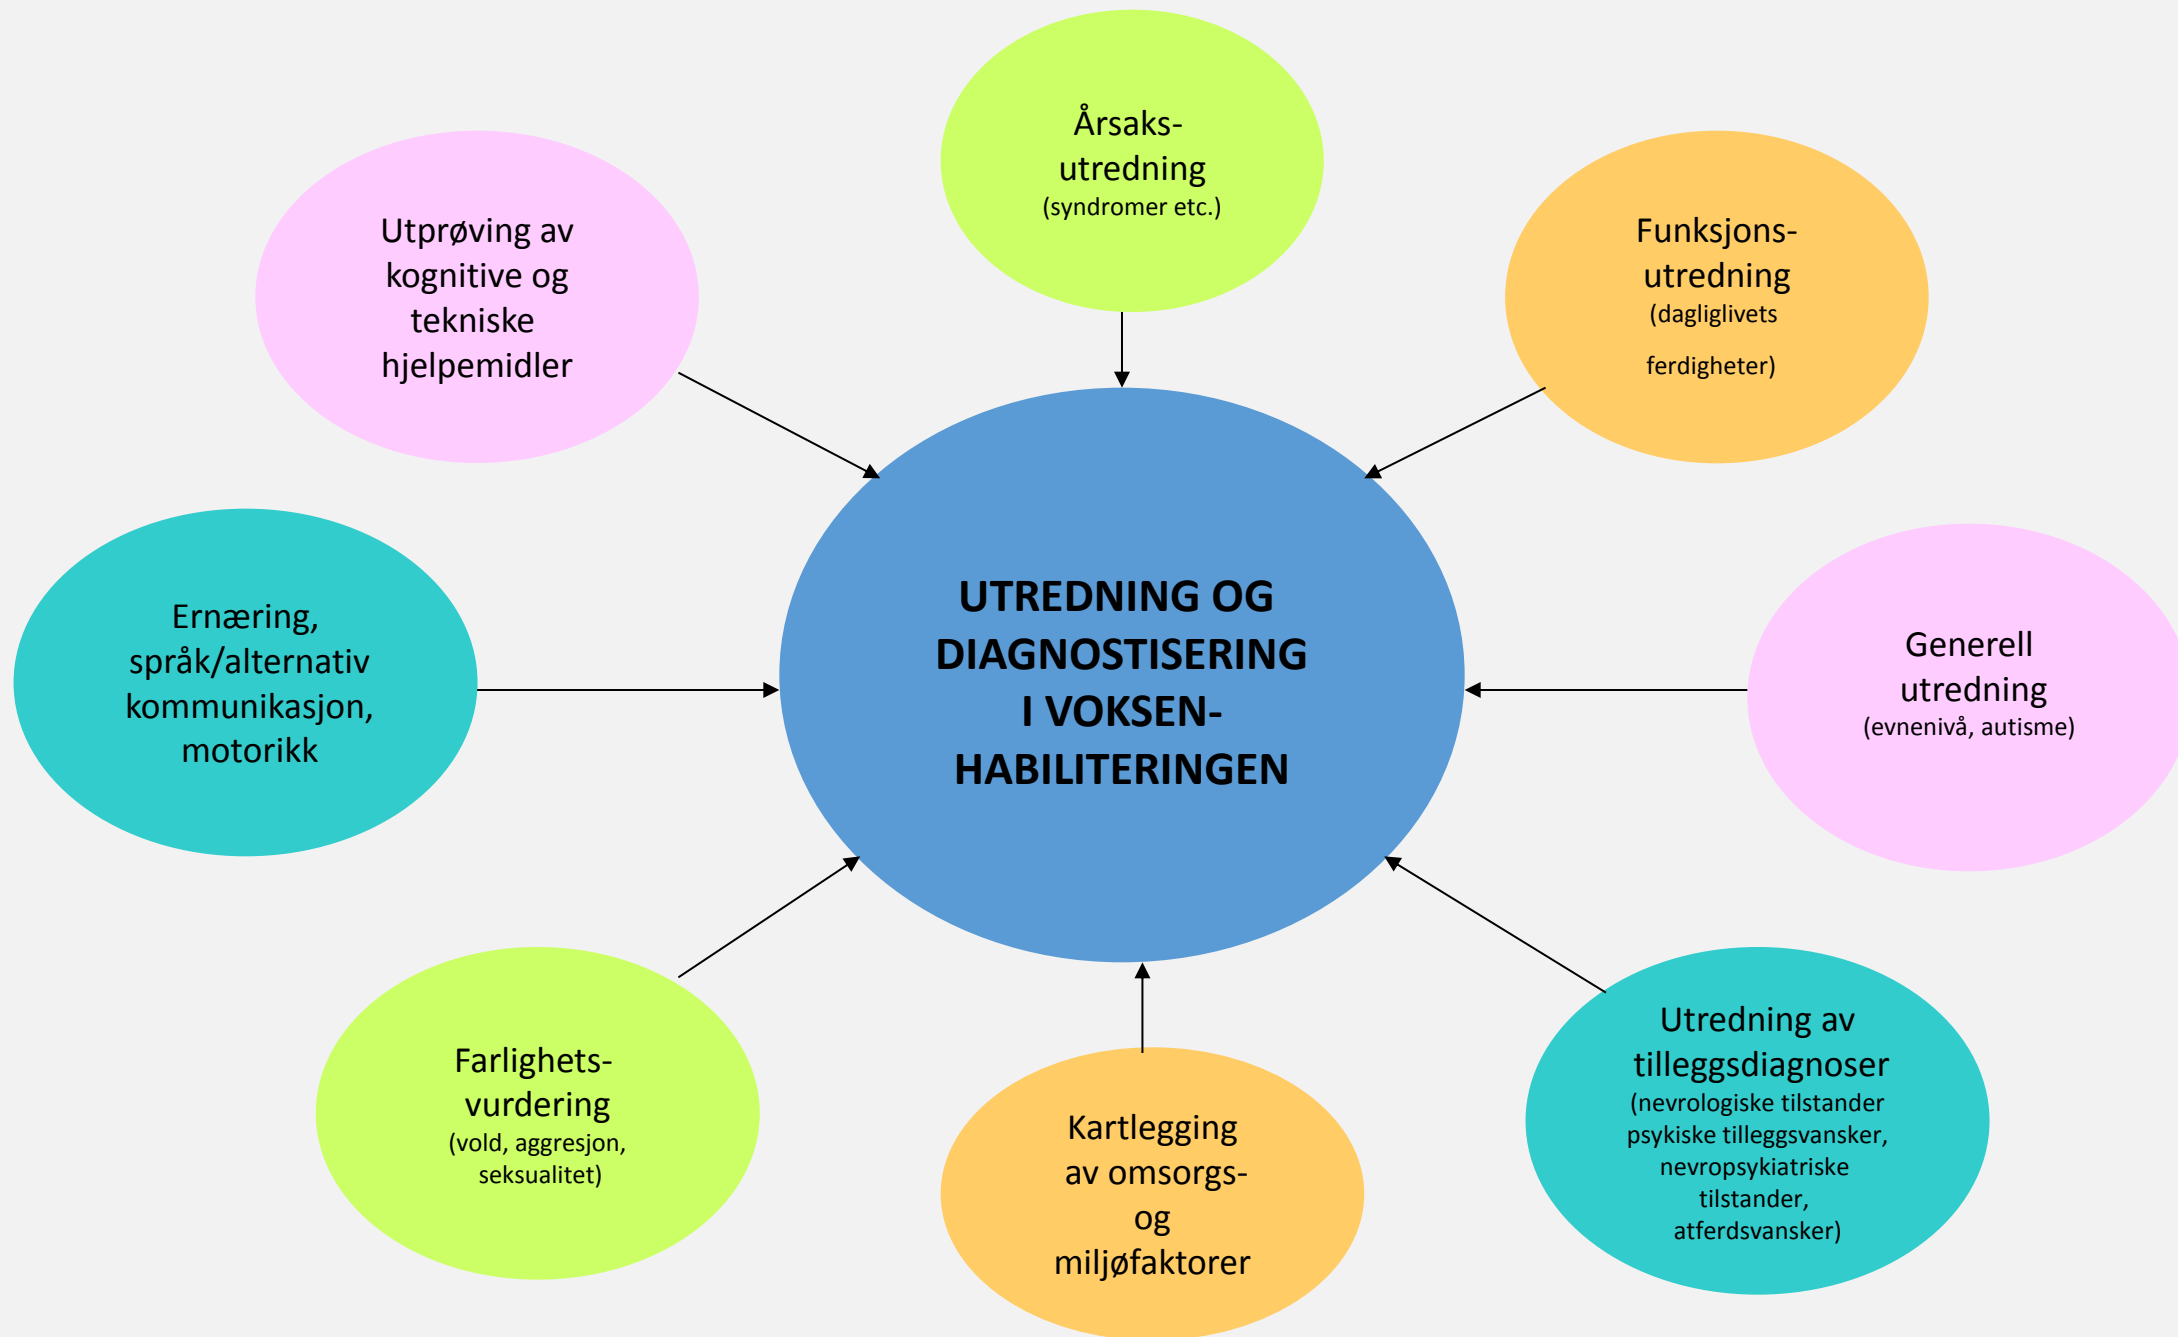 Årsaks-
utredning
(syndromer etc.)
Utprøving av
kognitive og
tekniske
hjelpemidler
Funksjons-
utredning
(dagliglivets
ferdigheter)
Ernæring,
språk/alternativ
kommunikasjon,
motorikk
UTREDNING OG
DIAGNOSTISERING
I VOKSEN-
HABILITERINGEN
Generell
utredning
(evnenivå, autisme)
Farlighets-
vurdering
(vold, aggresjon,
seksualitet)
Kartlegging
av omsorgs-
og
miljøfaktorer
Utredning av
tilleggsdiagnoser
(nevrologiske tilstander
psykiske tilleggsvansker,
nevropsykiatriske
tilstander,
atferdsvansker)